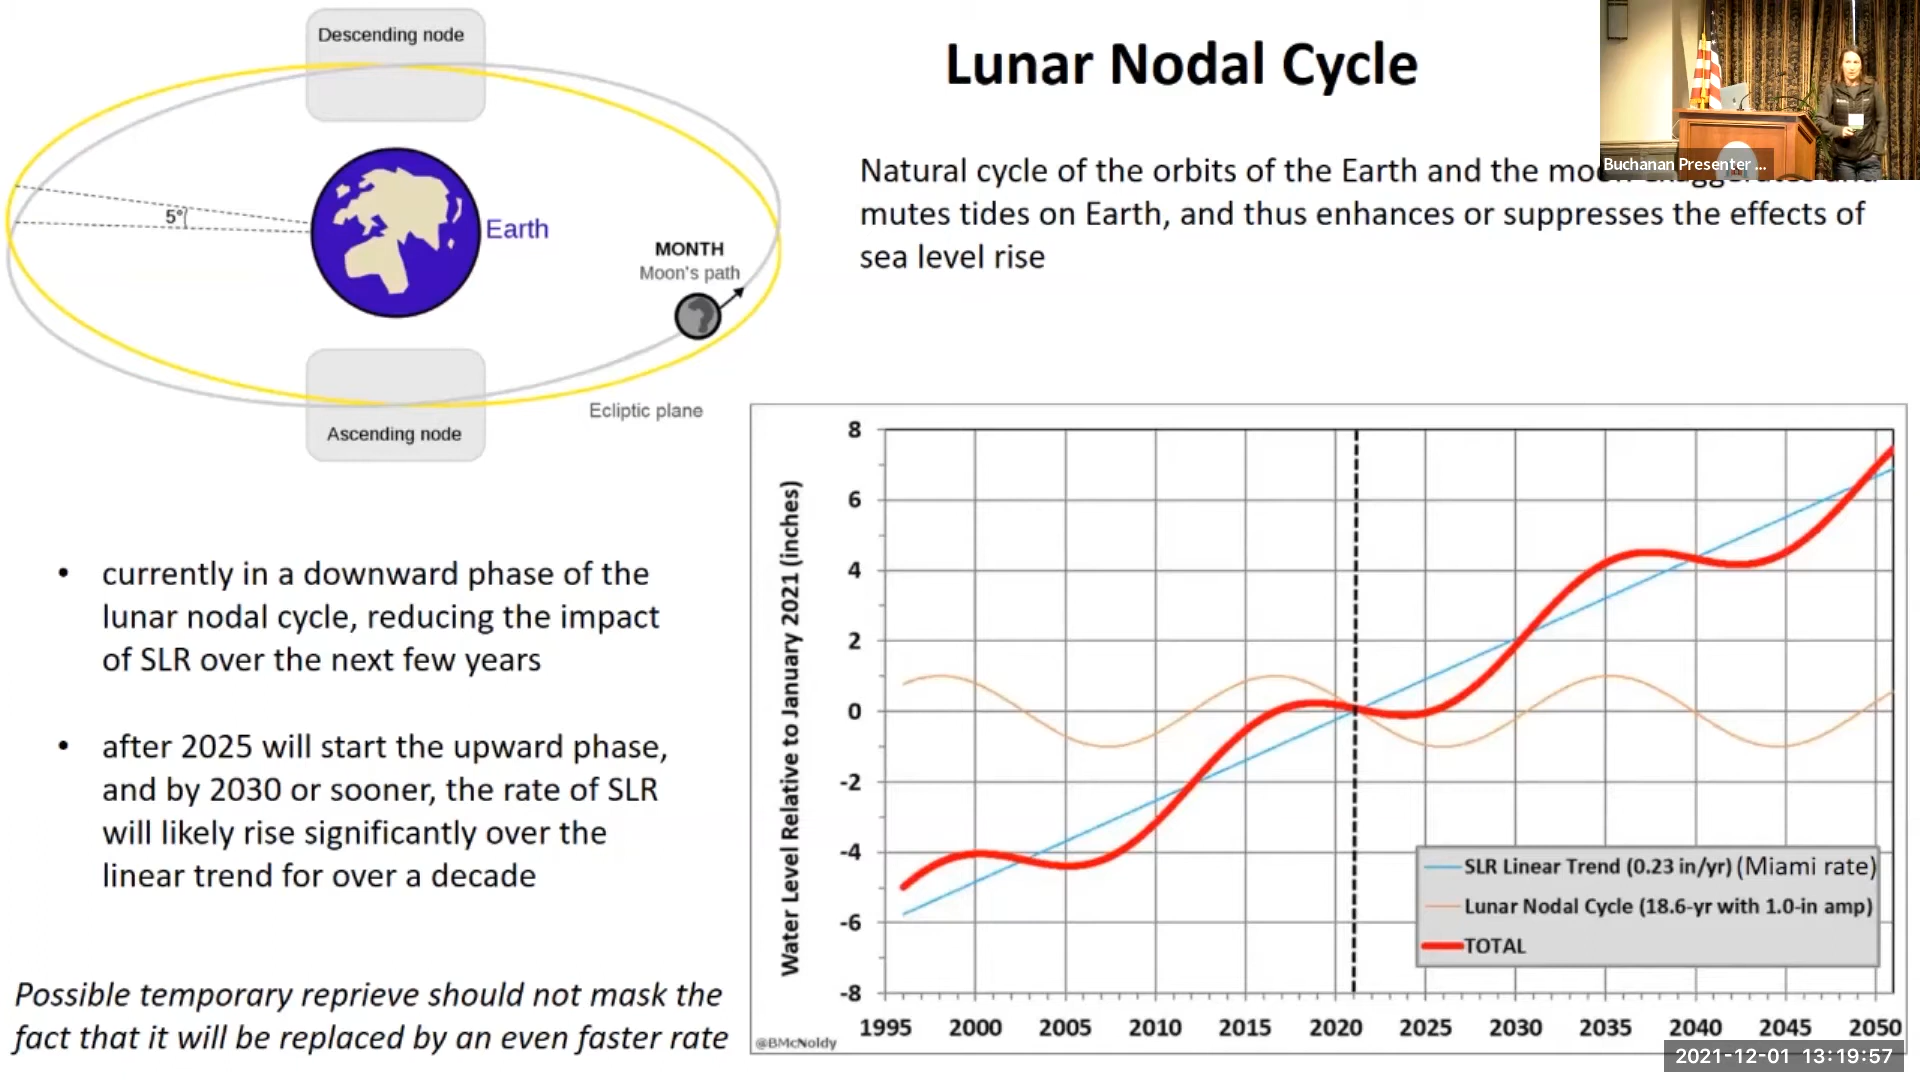 Lunar Nodal Cycle
Buchanan Presenter ...
Natural cycle of the orbits of the Earth and the moon exaggerates and
mutes tides on Earth, and thus enhances or suppresses the effects of
sea level rise
Descending node
5°
Earth
MONTH
Moon's path
Ecliptic plane
Ascending node
• currently in a downward phase of the
lunar nodal cycle, reducing the impact
of SLR over the next few years
• after 2025 will start the upward phase,
and by 2030 or sooner, the rate of SLR
will likely rise significantly over the
linear trend for over a decade
Possible temporary reprieve should not mask the
fact that it will be replaced by an even faster rate
Water Level Relative to January 2021 (inches)
8
6
4
2
0
-2
-4
-6
-8
1995 2000 2005 2010 2015 2020 2025 2030 2035 2040 2045 2050
SLR Linear Trend (0.23 in/yr) (Miami rate)
Lunar Nodal Cycle (18.6-yr with 1.0-in amp)
TOTAL
@BMcNoldy
2021-12-01 13:19:57